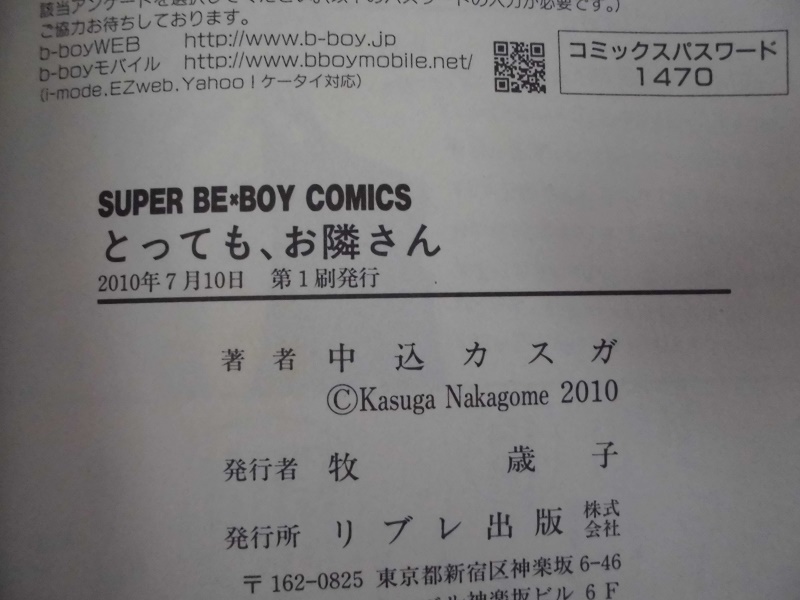 ご協力お待ちしております。
b-boyWEB http://www.b-boy.jp
b-boyモバイル http://www.bboymobile.net/
(i-mode.EZweb.Yahoo!ケータイ対応)
コミックスパスワード
1470
SUPER BE×BOY COMICS
とっても、お隣さん
2010年7月10日 第1刷発行
著者 中込カスガ
©Kasuga Nakagome 2010
発行者 牧 歳子
発行所 リブレ出版 株式会社
〒162-0825 東京都新宿区神楽坂6-46
神楽坂ビル 6F